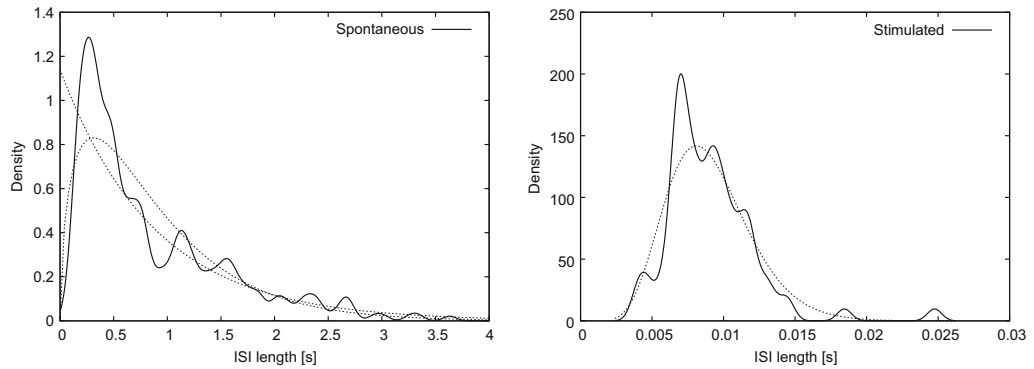 Spontaneous
Density
1.4
1.2
1
0.8
0.6
0.4
0.2
0
0 0.5 1 1.5 2 2.5 3 3.5 4
ISI length [s]
Stimulated
Density
250
200
150
100
50
0
0 0.005 0.01 0.015 0.02 0.025 0.03
ISI length [s]